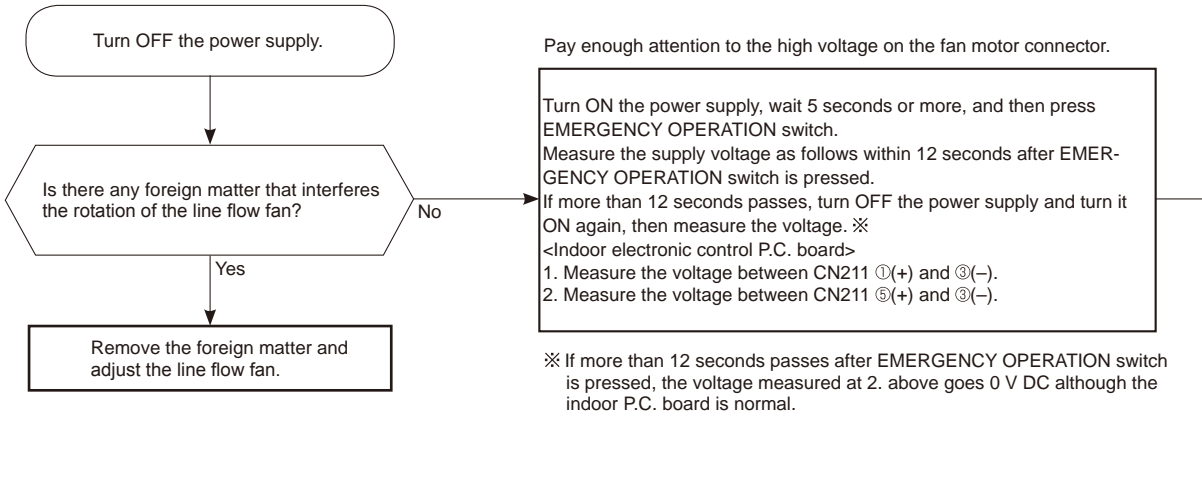 Turn OFF the power supply.
Is there any foreign matter that interferes
the rotation of the line flow fan?
No
Yes
Remove the foreign matter and
adjust the line flow fan.
Pay enough attention to the high voltage on the fan motor connector.
Turn ON the power supply, wait 5 seconds or more, and then press
EMERGENCY OPERATION switch.
Measure the supply voltage as follows within 12 seconds after EMER-
GENCY OPERATION switch is pressed.
If more than 12 seconds passes, turn OFF the power supply and turn it
ON again, then measure the voltage. ※
<Indoor electronic control P.C. board>
1. Measure the voltage between CN211 ①(+) and ③(–).
2. Measure the voltage between CN211 ⑤(+) and ③(–).
※ If more than 12 seconds passes after EMERGENCY OPERATION switch
is pressed, the voltage measured at 2. above goes 0 V DC although the
indoor P.C. board is normal.